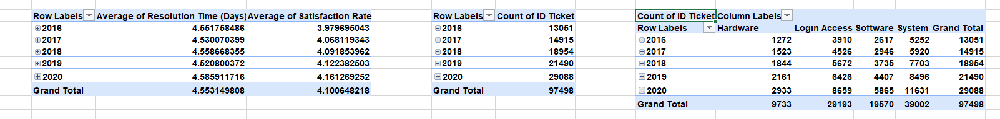 Row Labels Average of Resolution Time (Days) Average of Satisfaction Rate
2016 4.551758486 3.979695043
2017 4.530070399 4.068119343
2018 4.558668355 4.091853962
2019 4.520800372 4.122382503
2020 4.585911716 4.161269252
Grand Total 4.553149808 4.100648218
Row Labels Count of ID Ticket
2016 13051
2017 14915
2018 18954
2019 21490
2020 29088
Grand Total 97498
Count of ID Ticket Column Labels
Row Labels Hardware Login Access Software System Grand Total
2016 1272 3910 2617 5252 13051
2017 1523 4526 2946 5920 14915
2018 1844 5672 3735 7703 18954
2019 2161 6426 4407 8496 21490
2020 2933 8659 5865 11631 29088
Grand Total 9733 29193 19570 39002 97498